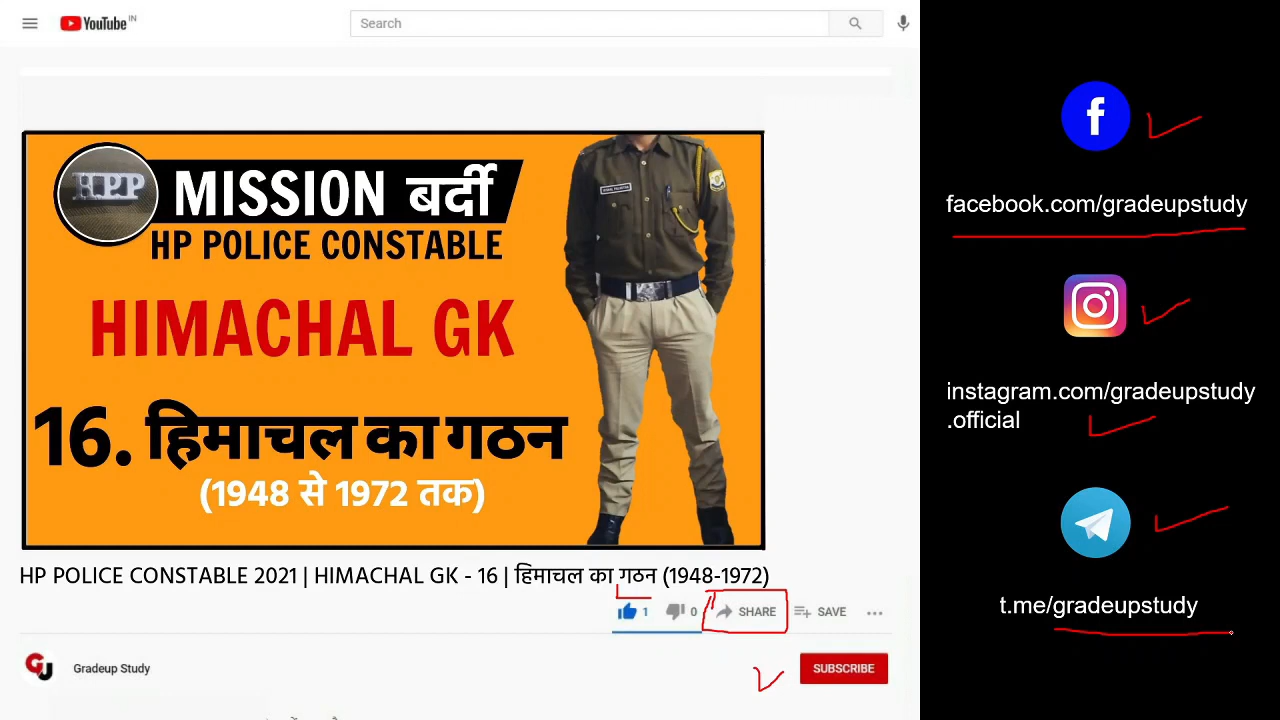 YouTube IN
Search
HPP
MISSION बर्दी
HP POLICE CONSTABLE
HIMACHAL GK
16. हिमाचल का गठन
(1948 से 1972 तक)
HP POLICE CONSTABLE 2021 | HIMACHAL GK - 16 | हिमाचल का गठन (1948-1972)
1 0 SHARE SAVE
GJ Gradeup Study SUBSCRIBE
f
facebook.com/gradeupstudy
instagram.com/gradeupstudy
.official
t.me/gradeupstudy